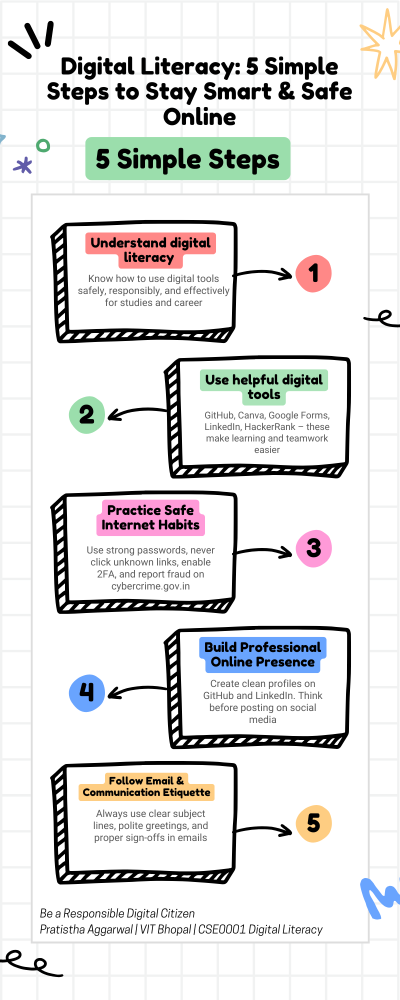 Digital Literacy: 5 Simple
Steps to Stay Smart & Safe
Online
5 Simple Steps
Understand digital
literacy
Know how to use digital tools
safely, responsibly, and effectively
for studies and career
1
Use helpful digital
tools
GitHub, Canva, Google Forms,
LinkedIn, HackerRank – these
make learning and teamwork
easier
2
Practice Safe
Internet Habits
Use strong passwords, never
click unknown links, enable
2FA, and report fraud on
cybercrime.gov.in
3
Build Professional
Online Presence
Create clean profiles on
GitHub and LinkedIn. Think
before posting on social
media
4
Follow Email &
Communication Etiquette
Always use clear subject
lines, polite greetings, and
proper sign-offs in emails
5
Be a Responsible Digital Citizen
Pratistha Aggarwal | VIT Bhopal | CSE0001 Digital Literacy